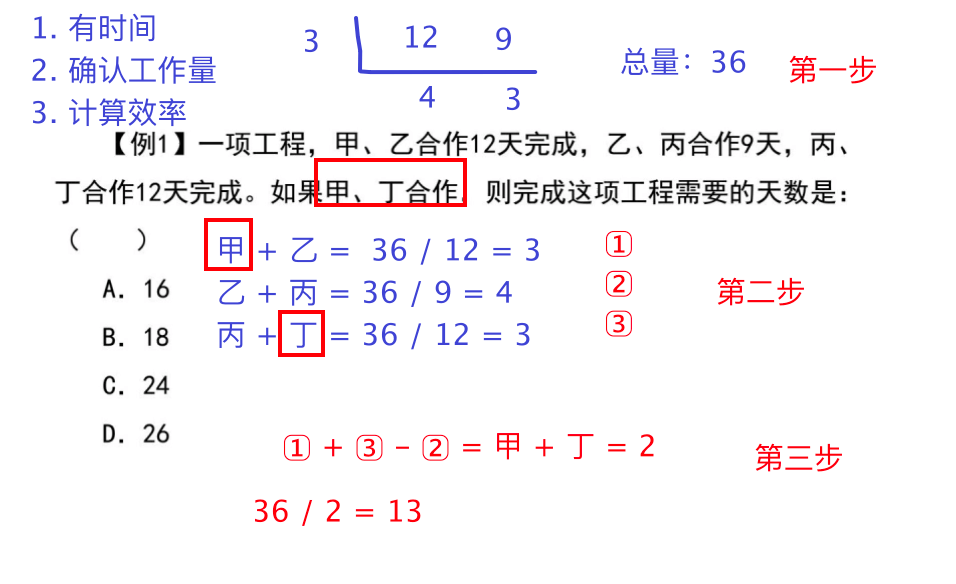 1. 有时间
2. 确认工作量
3. 计算效率
3 12 9
4 3
总量：36
第一步
【例1】一项工程，甲、乙合作12天完成，乙、丙合作9天，丙、
丁合作12天完成。如果甲、丁合作，则完成这项工程需要的天数是：
（ ）
甲 + 乙 = 36 / 12 = 3 ①
乙 + 丙 = 36 / 9 = 4 ②
丙 + 丁 = 36 / 12 = 3 ③
第二步
A. 16
B. 18
C. 24
D. 26
① + ③ - ② = 甲 + 丁 = 2
第三步
36 / 2 = 13